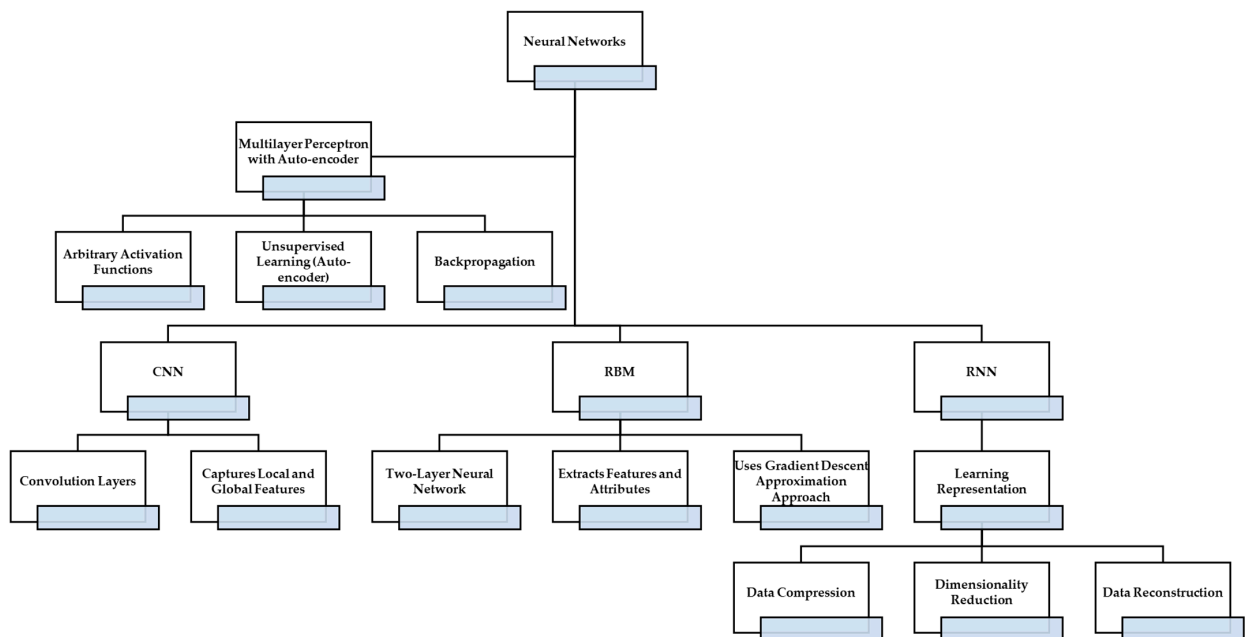 Neural Networks
Multilayer Perceptron
with Auto-encoder
Arbitrary Activation
Functions
Unsupervised
Learning (Auto-
encoder)
Backpropagation
CNN
RBM
RNN
Convolution Layers
Captures Local and
Global Features
Two-Layer Neural
Network
Extracts Features and
Attributes
Uses Gradient Descent
Approximation
Approach
Learning
Representation
Data Compression
Dimensionality
Reduction
Data Reconstruction